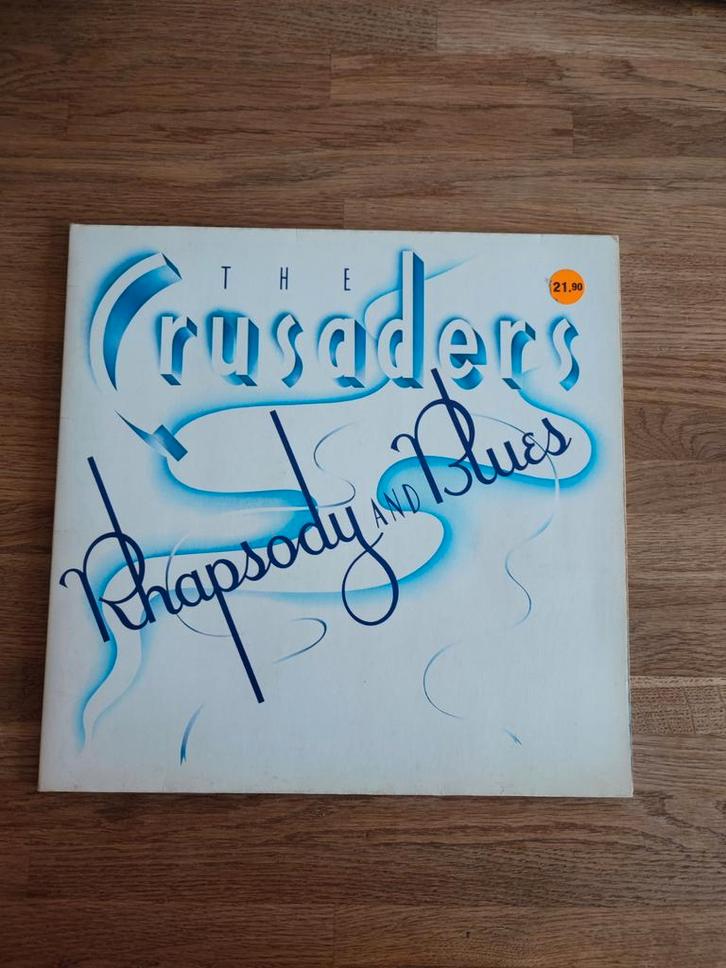 THE
Crusaders
21.90
Rhapsody AND Blues